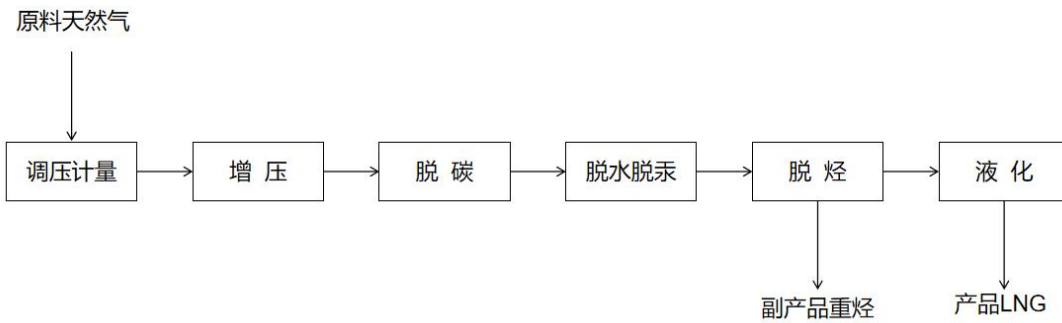 原料天然气
调压计量
增 压
脱 碳
脱水脱汞
脱 烃
液 化
副产品重烃
产品LNG